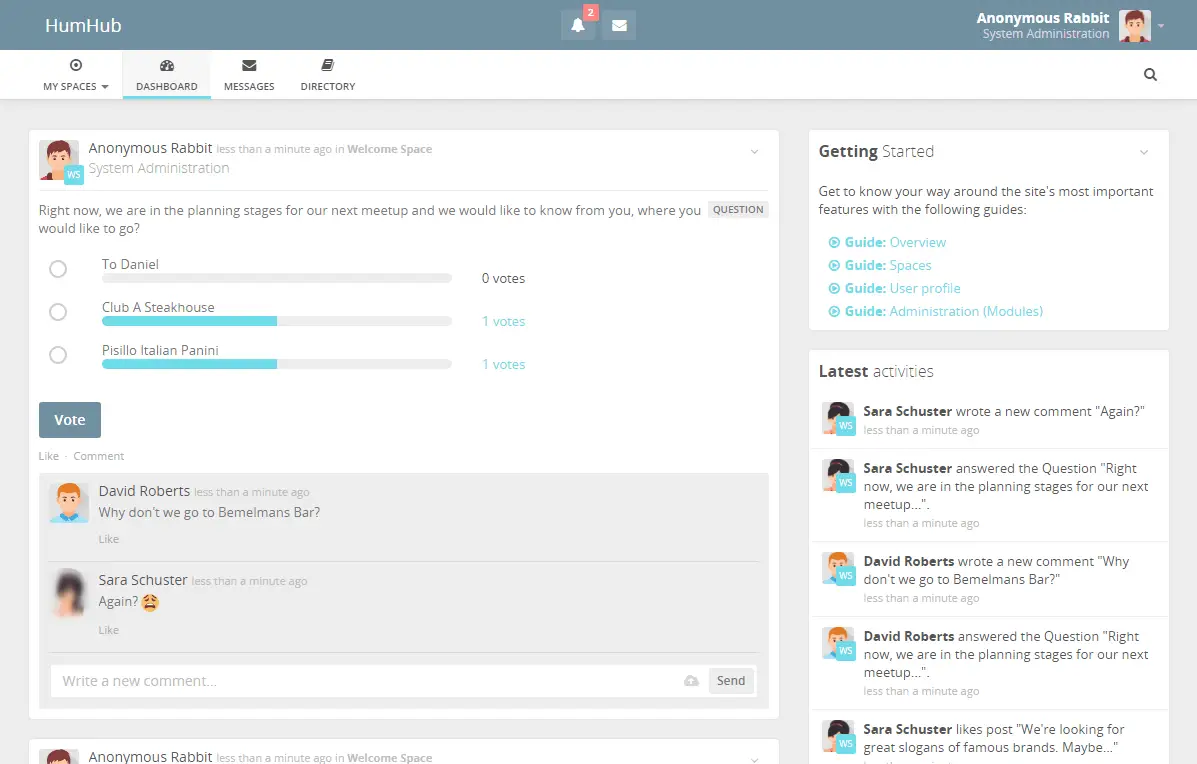 HumHub
2
Anonymous Rabbit
System Administration
MY SPACES
DASHBOARD
MESSAGES
DIRECTORY
Anonymous Rabbit less than a minute ago in Welcome Space
WS
System Administration
Right now, we are in the planning stages for our next meetup and we would like to know from you, where you
would like to go?
QUESTION
To Daniel
0 votes
Club A Steakhouse
1 votes
Pisillo Italian Panini
1 votes
Vote
Like · Comment
David Roberts less than a minute ago
Why don't we go to Bemelmans Bar?
Like
Sara Schuster less than a minute ago
Again?
Like
Write a new comment...
Send
Anonymous Rabbit less than a minute ago in Welcome Space
Getting Started
Get to know your way around the site's most important
features with the following guides:
Guide: Overview
Guide: Spaces
Guide: User profile
Guide: Administration (Modules)
Latest activities
WS
Sara Schuster wrote a new comment "Again?"
less than a minute ago
WS
Sara Schuster answered the Question "Right
now, we are in the planning stages for our next
meetup...".
less than a minute ago
WS
David Roberts wrote a new comment "Why
don't we go to Bemelmans Bar?"
less than a minute ago
WS
David Roberts answered the Question "Right
now, we are in the planning stages for our next
meetup...".
less than a minute ago
WS
Sara Schuster likes post "We're looking for
great slogans of famous brands. Maybe..."